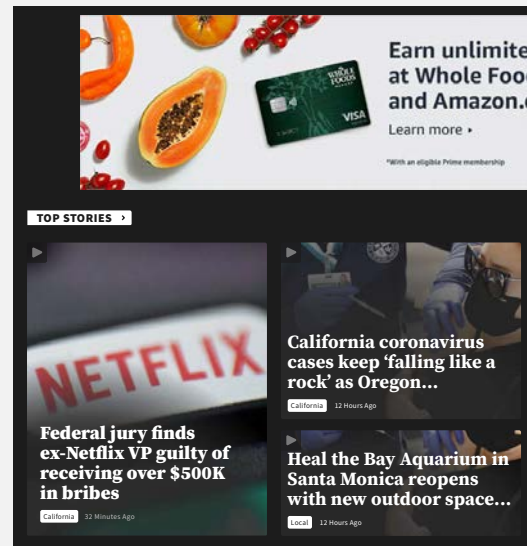 Earn unlimite
at Whole Foo
and Amazon.c
Learn more ▸
*With an eligible Prime membership
WHOLE
FOODS
VISA
TOP STORIES ›
NETFLIX
Federal jury finds
ex-Netflix VP guilty of
receiving over $500K
in bribes
California 32 Minutes Ago
California coronavirus
cases keep ‘falling like a
rock’ as Oregon...
California 12 Hours Ago
Heal the Bay Aquarium in
Santa Monica reopens
with new outdoor space...
Local 12 Hours Ago